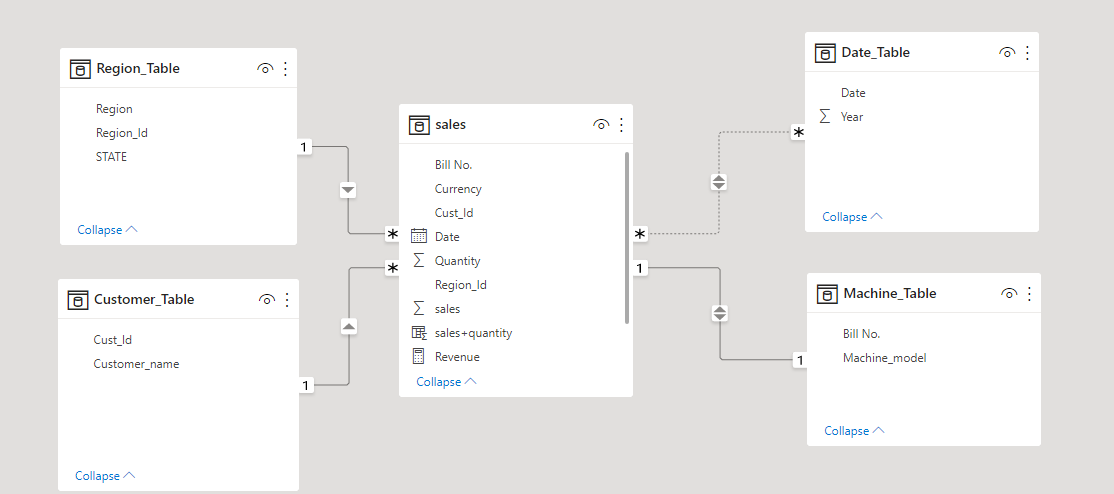 Region_Table
Region
Region_Id
STATE
Collapse
1
*
sales
Bill No.
Currency
Cust_Id
Date
Quantity
Region_Id
sales
sales+quantity
Revenue
Collapse
*
1
Date_Table
Date
Year
Collapse
*
*
Customer_Table
Cust_Id
Customer_name
Collapse
1
*
Machine_Table
Bill No.
Machine_model
Collapse
1